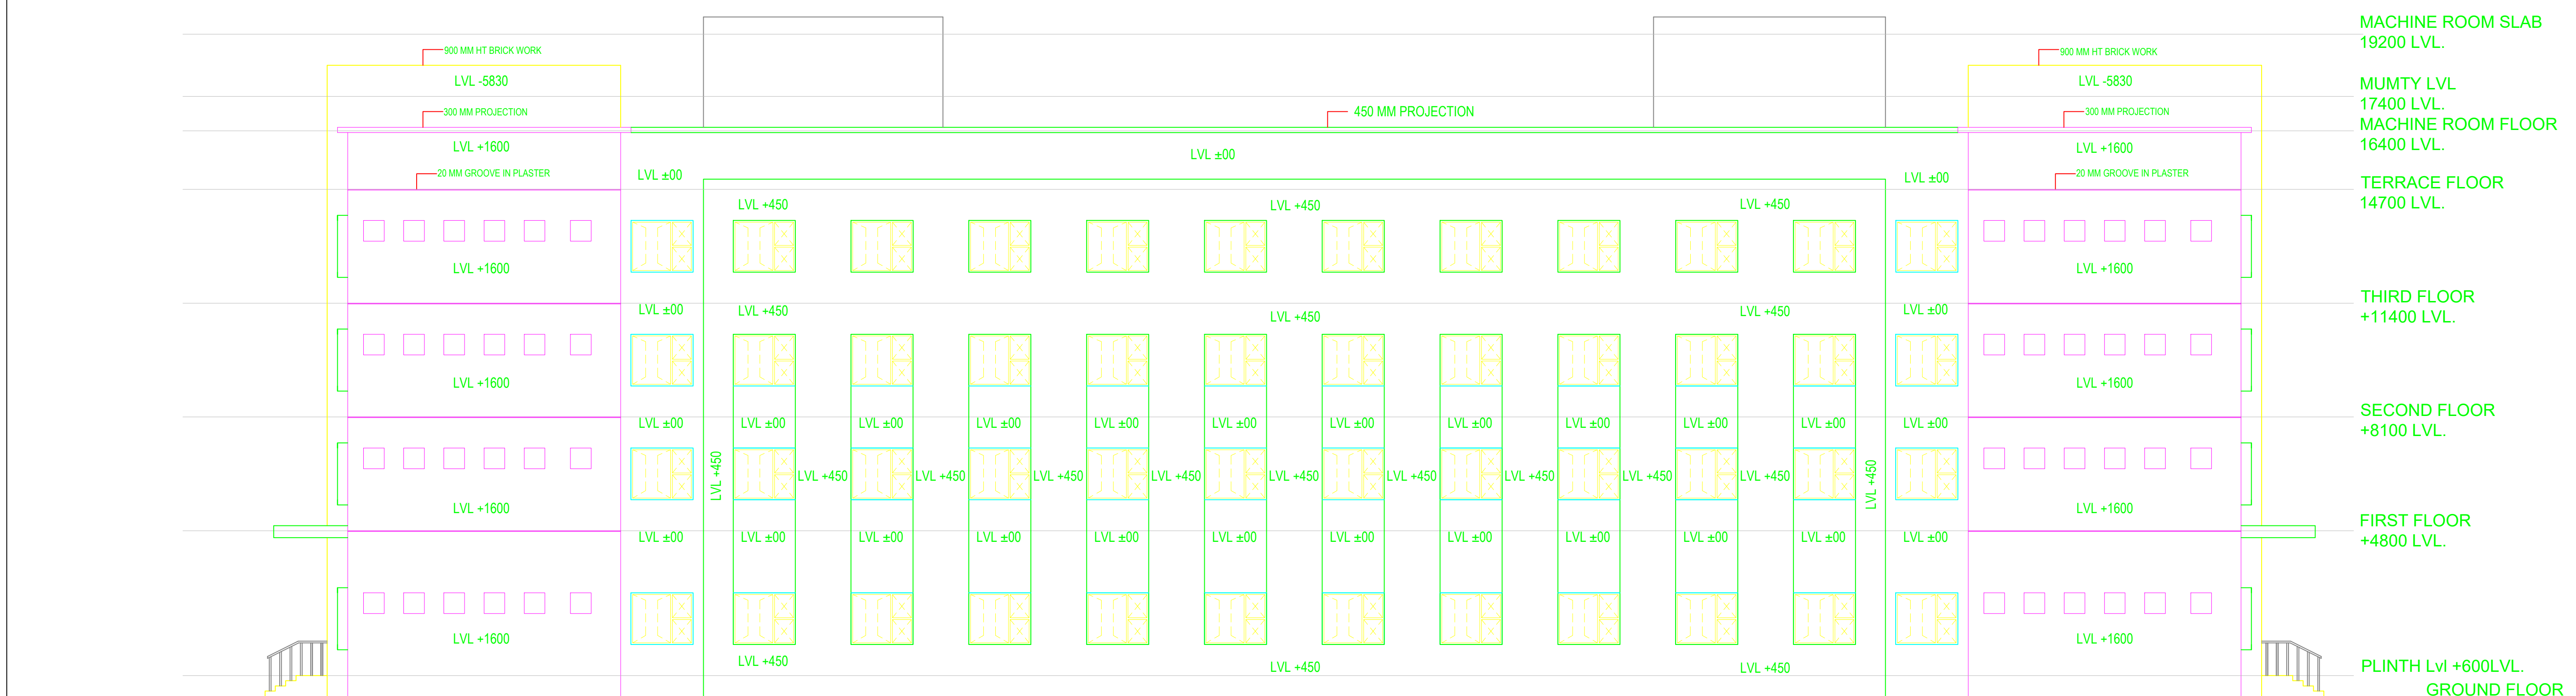 MACHINE ROOM SLAB
19200 LVL.
900 MM HT BRICK WORK
900 MM HT BRICK WORK
LVL -5830
LVL -5830
MUMTY LVL
17400 LVL.
300 MM PROJECTION
450 MM PROJECTION
300 MM PROJECTION
MACHINE ROOM FLOOR
16400 LVL.
LVL +1600
LVL ±00
LVL +1600
20 MM GROOVE IN PLASTER
LVL ±00
LVL ±00
20 MM GROOVE IN PLASTER
TERRACE FLOOR
14700 LVL.
LVL +450
LVL +450
LVL +450
LVL +1600
LVL +1600
THIRD FLOOR
+11400 LVL.
LVL ±00
LVL +450
LVL +450
LVL +450
LVL ±00
LVL +1600
LVL +1600
SECOND FLOOR
+8100 LVL.
LVL ±00
LVL ±00
LVL ±00
LVL ±00
LVL ±00
LVL ±00
LVL ±00
LVL ±00
LVL ±00
LVL ±00
LVL ±00
LVL ±00
LVL +450
LVL +450
LVL +450
LVL +450
LVL +450
LVL +450
LVL +450
LVL +450
LVL +450
LVL +450
LVL +450
LVL +1600
LVL +1600
FIRST FLOOR
+4800 LVL.
LVL ±00
LVL ±00
LVL ±00
LVL ±00
LVL ±00
LVL ±00
LVL ±00
LVL ±00
LVL ±00
LVL ±00
LVL ±00
LVL ±00
LVL +1600
LVL +1600
LVL +450
LVL +450
LVL +450
PLINTH Lvl +600LVL.
GROUND FLOOR